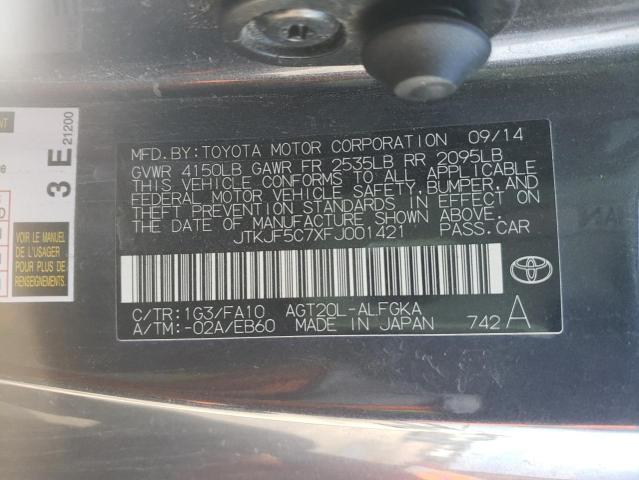 MFD.BY:TOYOTA MOTOR CORPORATION 09/14
GVWR 4150LB GAWR FR 2535LB RR 2095LB
THIS VEHICLE CONFORMS TO ALL APPLICABLE
FEDERAL MOTOR VEHICLE SAFETY, BUMPER, AND
THEFT PREVENTION STANDARDS IN EFFECT ON
THE DATE OF MANUFACTURE SHOWN ABOVE.
JTKJF5C7XFJ001421 PASS.CAR
C/TR:1G3/FA10 AGT20L-ALFGKA
A/TM:-02A/EB60 MADE IN JAPAN 742 A
3 E 21200
VOIR LE MANUEL
DE L'USAGER
POUR PLUS DE
RENSEIGNEMENTS